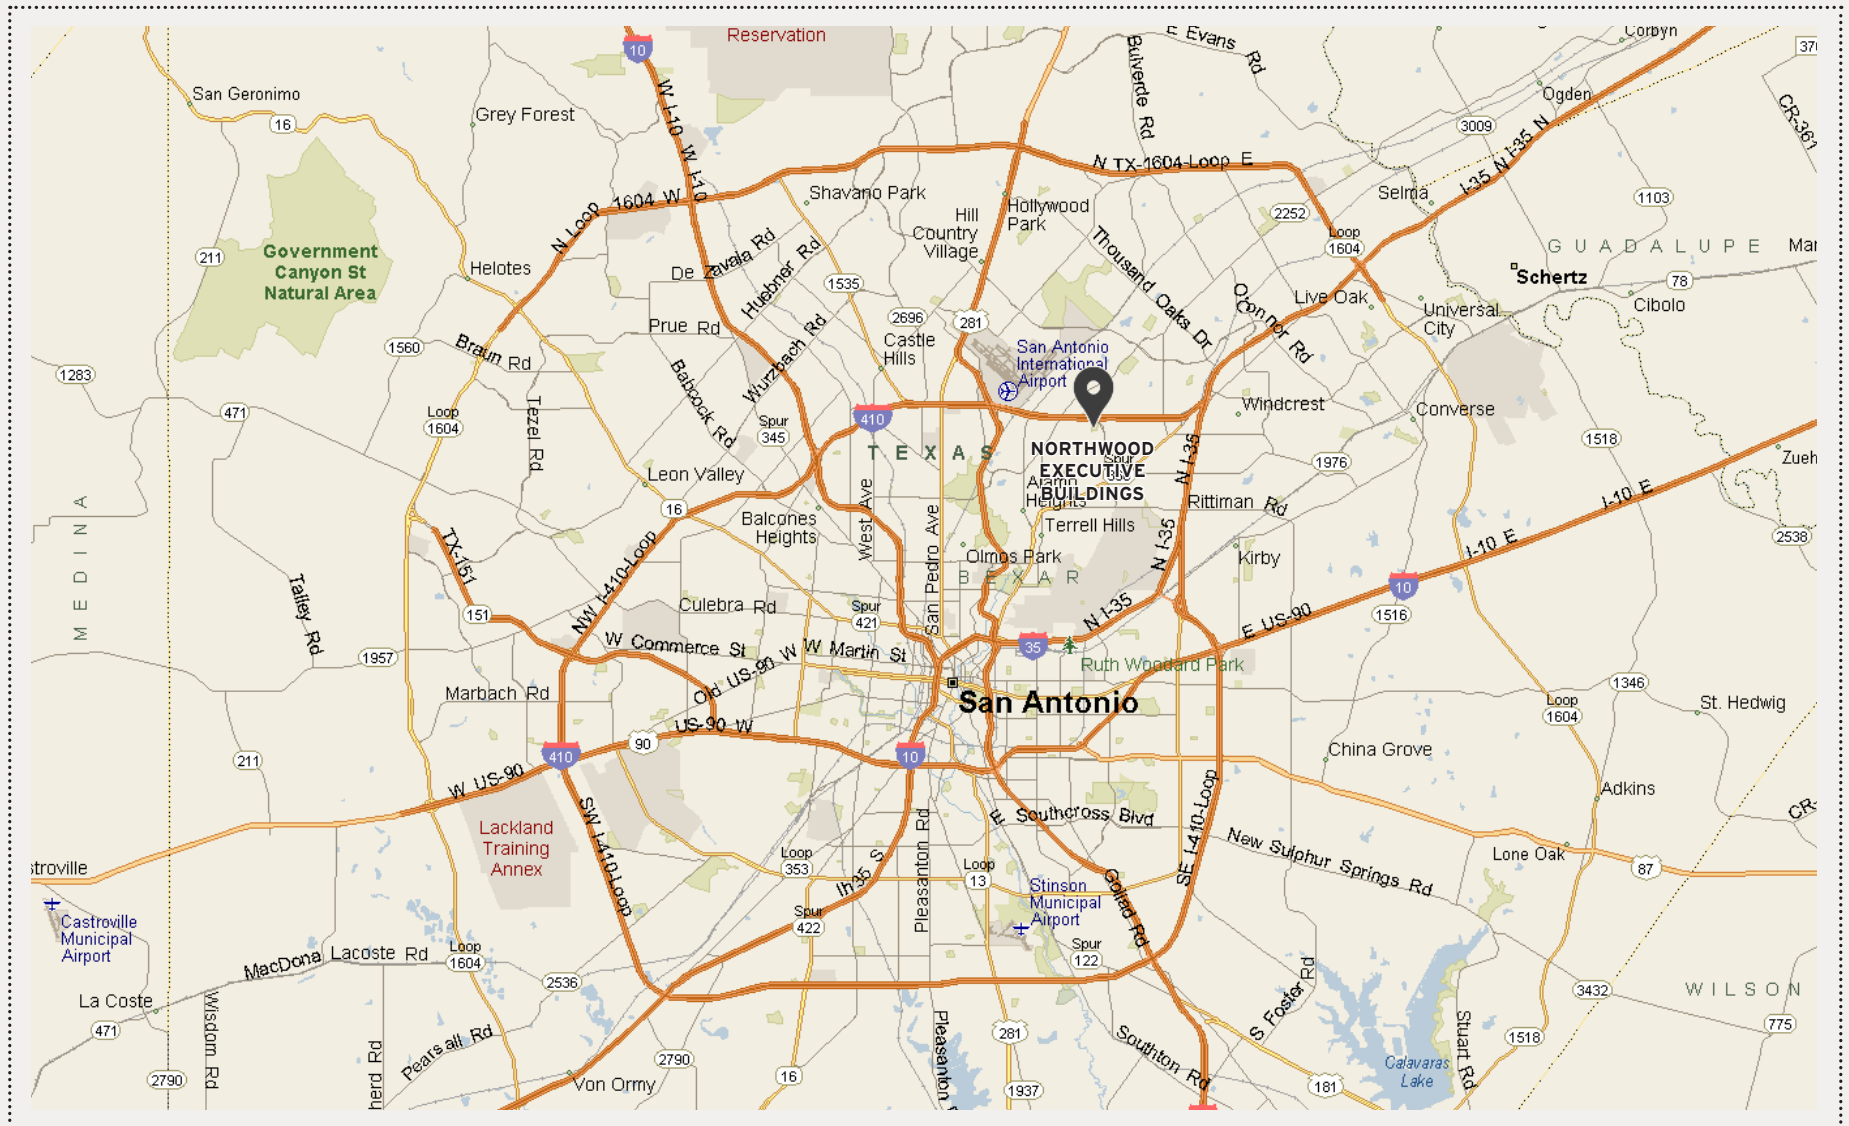 Reservation
10
E Evans Rd
Corbyn
Bulverde Rd
San Geronimo
16
Grey Forest
W I-10
W I-10
Ogden
3009
CR-361
I-35 N
I-35 N
N TX-1604-Loop E
Shavano Park
Selma
1103
N Loop
1604 W
Hollywood
Park
Hill
Country
Village
2252
Loop
1604
GUADALUPE
211
Government
Canyon St
Natural Area
Helotes
De Zavala Rd
Huebner Rd
1535
Thousand Oaks Dr
O'Connor Rd
Live Oak
Schertz
78
Cibolo
Universal
City
Prue Rd
2696
281
Castle
Hills
San Antonio
International
Airport
1560
Braun Rd
Wurzbach Rd
Babcock Rd
1283
471
Loop
1604
Tezel Rd
Spur
345
410
Windcrest
Converse
1518
TEXAS
NORTHWOOD
EXECUTIVE
BUILDINGS
Spur
Alamo
Heights
N I-35
1976
Zueh
Leon Valley
16
Balcones
Heights
West Ave
San Pedro Ave
Terrell Hills
Rittiman Rd
I-10 E
2538
MEDINA
TX-151
NW I-410-Loop
Olmos Park
BEXAR
N I-35
Kirby
I-10 E
10
1516
E US-90
Talley Rd
151
Culebra Rd
Spur
421
N I-35
35
Ruth Woodard Park
1957
W Commerce St
Old US-90 W
W Martin St
Marbach Rd
San Antonio
1346
St. Hedwig
Loop
1604
US-90 W
90
410
10
211
W US-90
China Grove
Adkins
Lackland
Training
Annex
SW I-410-Loop
E Southcross Blvd
SE I-410-Loop
New Sulphur Springs Rd
Lone Oak
87
stroville
Loop
353
Ih35 S
Pleasanton Rd
Loop
13
Stinson
Municipal
Airport
Goliad Rd
Castroville
Municipal
Airport
Spur
422
Spur
122
MacDona Lacoste Rd
Loop
1604
2536
La Coste
471
Wisdom Rd
S Foster Rd
3432
WILSON
775
Pearsall Rd
Pleasanton
281
Southton Rd
Stuart Rd
1518
Calavaras
Lake
2790
herd Rd
2790
Von Ormy
16
1937
181